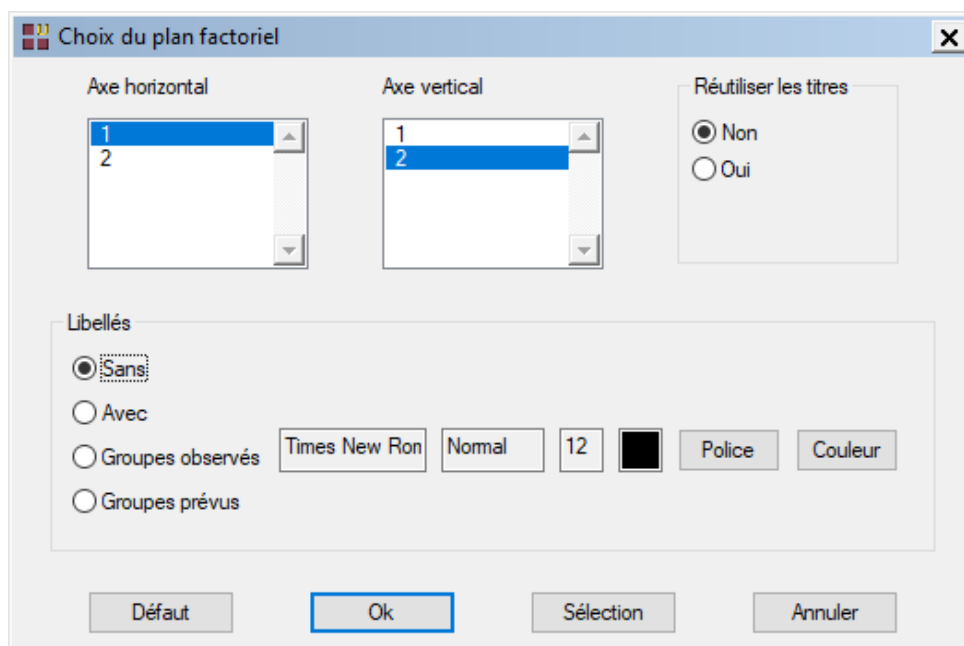 Choix du plan factoriel
Axe horizontal
Axe vertical
Réutiliser les titres
1
2
1
2
Non
Oui
Libellés
Sans
Avec
Groupes observés
Times New Ron
Normal
12
Police
Couleur
Groupes prévus
Défaut
Ok
Sélection
Annuler